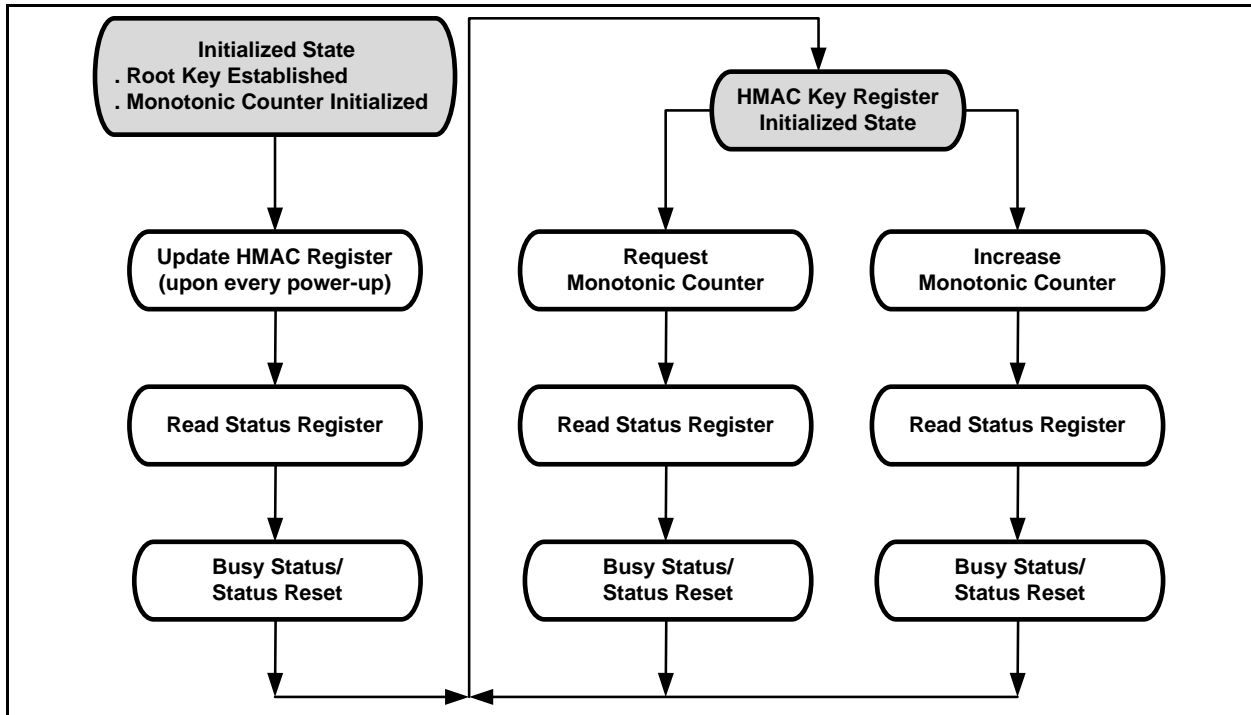 Initialized State
. Root Key Established
. Monotonic Counter Initialized
Update HMAC Register
(upon every power-up)
Read Status Register
Busy Status/
Status Reset
HMAC Key Register
Initialized State
Request
Monotonic Counter
Read Status Register
Busy Status/
Status Reset
Increase
Monotonic Counter
Read Status Register
Busy Status/
Status Reset